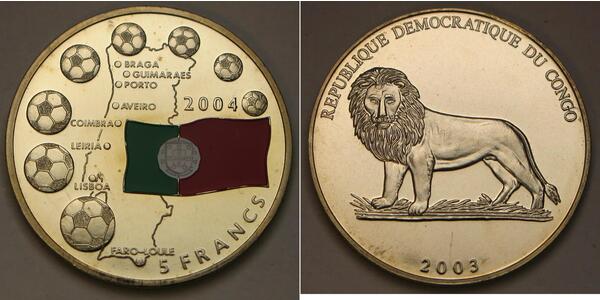 BRAGA
GUIMARAES
PORTO
AVEIRO
2004
COIMBRA
LEIRIA
LISBOA
FARO-LOULE
5 FRANCS
REPUBLIQUE DEMOCRATIQUE DU CONGO
2003